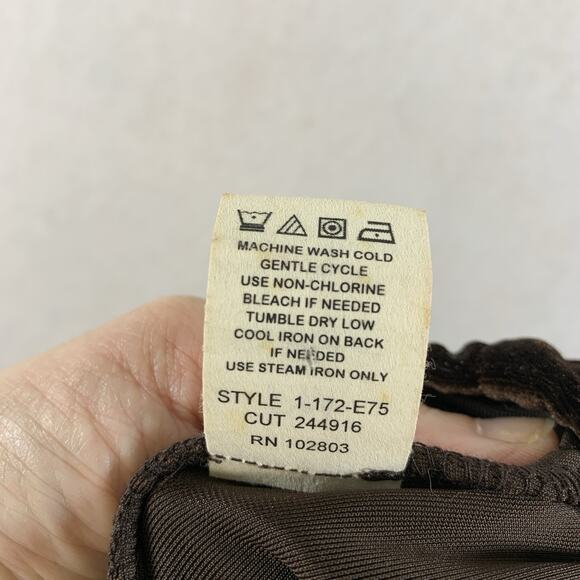 MACHINE WASH COLD
GENTLE CYCLE
USE NON-CHLORINE
BLEACH IF NEEDED
TUMBLE DRY LOW
COOL IRON ON BACK
IF NEEDED
USE STEAM IRON ONLY
STYLE 1-172-E75
CUT 244916
RN 102803